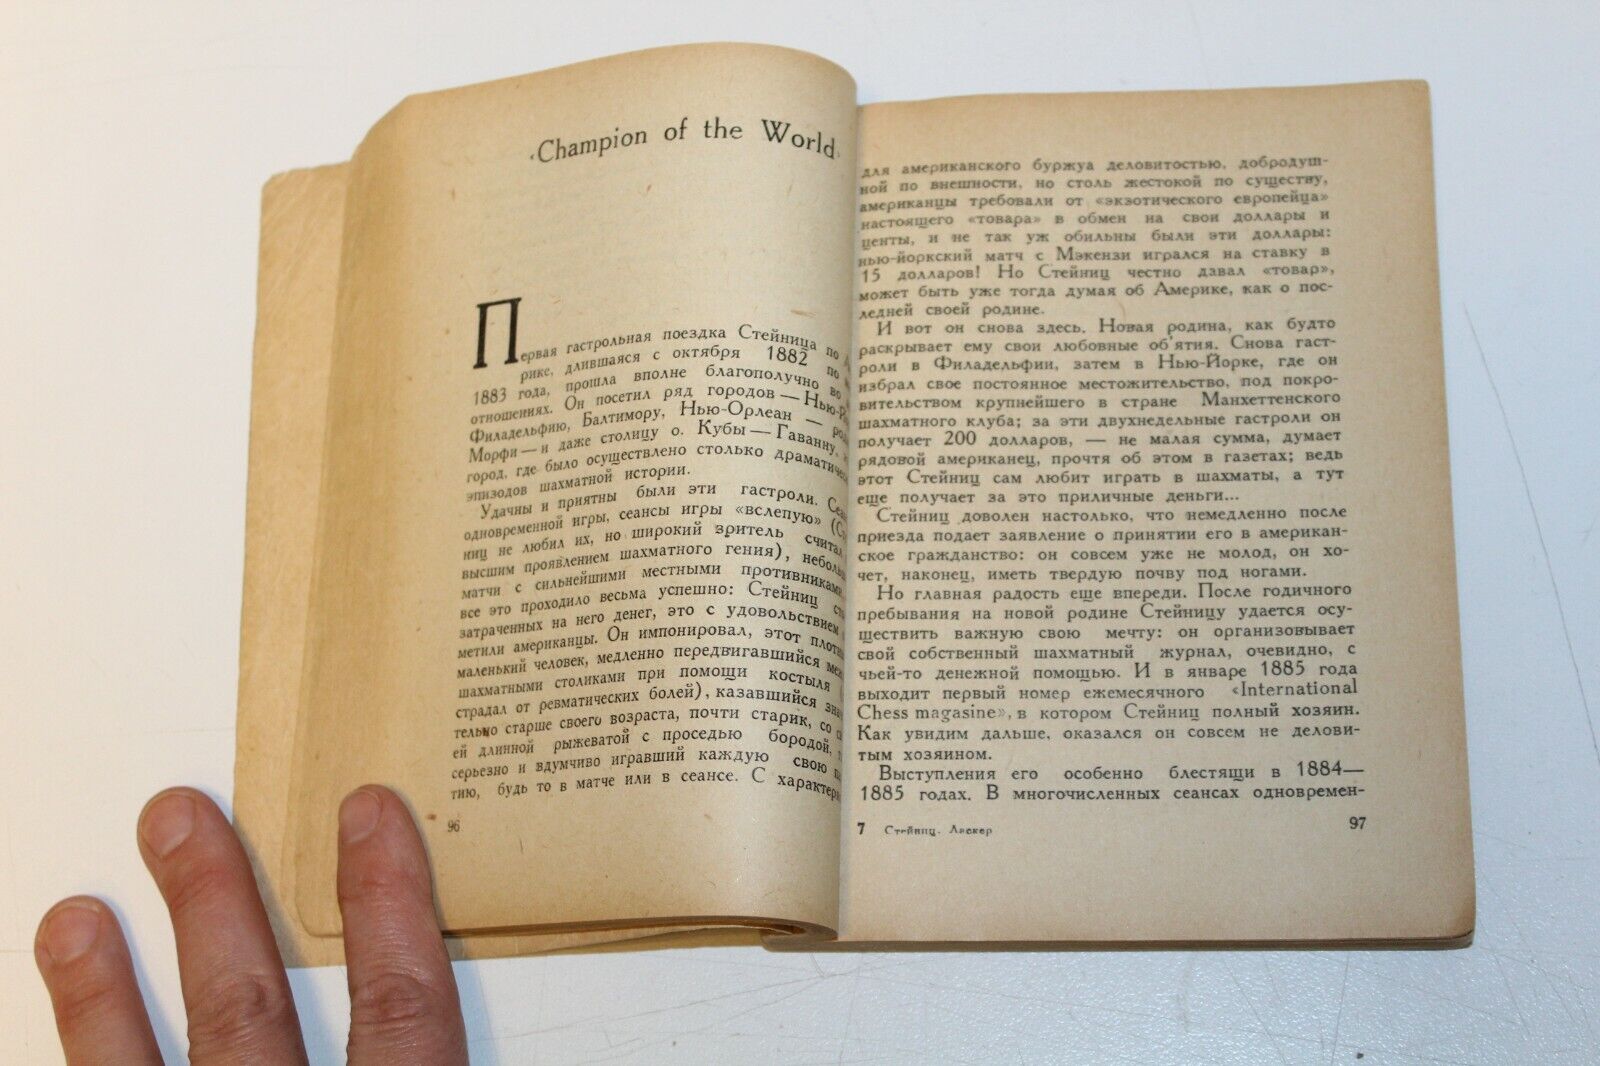 «Champion of the World»
Первая гастрольная поездка Стейница по
рике, длившаяся с октября 1882 по
1883 года, прошла вполне благополучно во
отношениях. Он посетил ряд городов — Нью-Й
Филадельфию, Балтимору, Нью-Орлеан — ро
Морфи — и даже столицу о. Кубы — Гаванну,
город, где было осуществлено столько драматиче
эпизодов шахматной истории.
Удачны и приятны были эти гастроли. Сеа
одновременной игры, сеансы игры «вслепую» (С
ниц не любил их, но широкий зритель счита
высшим проявлением шахматного гения), неболь
матчи с сильнейшими местными противниками,
все это проходило весьма успешно: Стейниц ст
затраченных на него денег, это с удовольствием
метили американцы. Он импонировал, этот плот
маленький человек, медленно передвигавшийся ме
шахматными столиками при помощи костыля (
страдал от ревматических болей), казавшийся зна
тельно старше своего возраста, почти старик, со с
ей длинной рыжеватой с проседью бородой,
серьезно и вдумчиво игравший каждую свою п
тию, будь то в матче или в сеансе. С характерн
96
для американского буржуа деловитостью, добродуш-
ной по внешности, но столь жестокой по существу,
американцы требовали от «экзотического европейца»
настоящего «товара» в обмен на свои доллары и
центы, и не так уж обильны были эти доллары:
нью-йоркский матч с Мэкензи игрался на ставку в
15 долларов! Но Стейниц честно давал «товар»,
может быть уже тогда думая об Америке, как о пос-
ледней своей родине.
И вот он снова здесь. Новая родина, как будто
раскрывает ему свои любовные об'ятия. Снова гаст-
роли в Филадельфии, затем в Нью-Йорке, где он
избрал свое постоянное местожительство, под покро-
вительством крупнейшего в стране Манхеттенского
шахматного клуба; за эти двухнедельные гастроли он
получает 200 долларов, — не малая сумма, думает
рядовой американец, прочтя об этом в газетах; ведь
этот Стейниц сам любит играть в шахматы, а тут
еще получает за это приличные деньги...
Стейниц доволен настолько, что немедленно после
приезда подает заявление о принятии его в американ-
ское гражданство: он совсем уже не молод, он хо-
чет, наконец, иметь твердую почву под ногами.
Но главная радость еще впереди. После годичного
пребывания на новой родине Стейницу удается осу-
ществить важную свою мечту: он организовывает
свой собственный шахматный журнал, очевидно, с
чьей-то денежной помощью. И в январе 1885 года
выходит первый номер ежемесячного «International
Chess magasine», в котором Стейниц полный хозяин.
Как увидим дальше, оказался он совсем не делови-
тым хозяином.
Выступления его особенно блестящи в 1884—
1885 годах. В многочисленных сеансах одновремен-
7 Стейниц. Ласкер
97